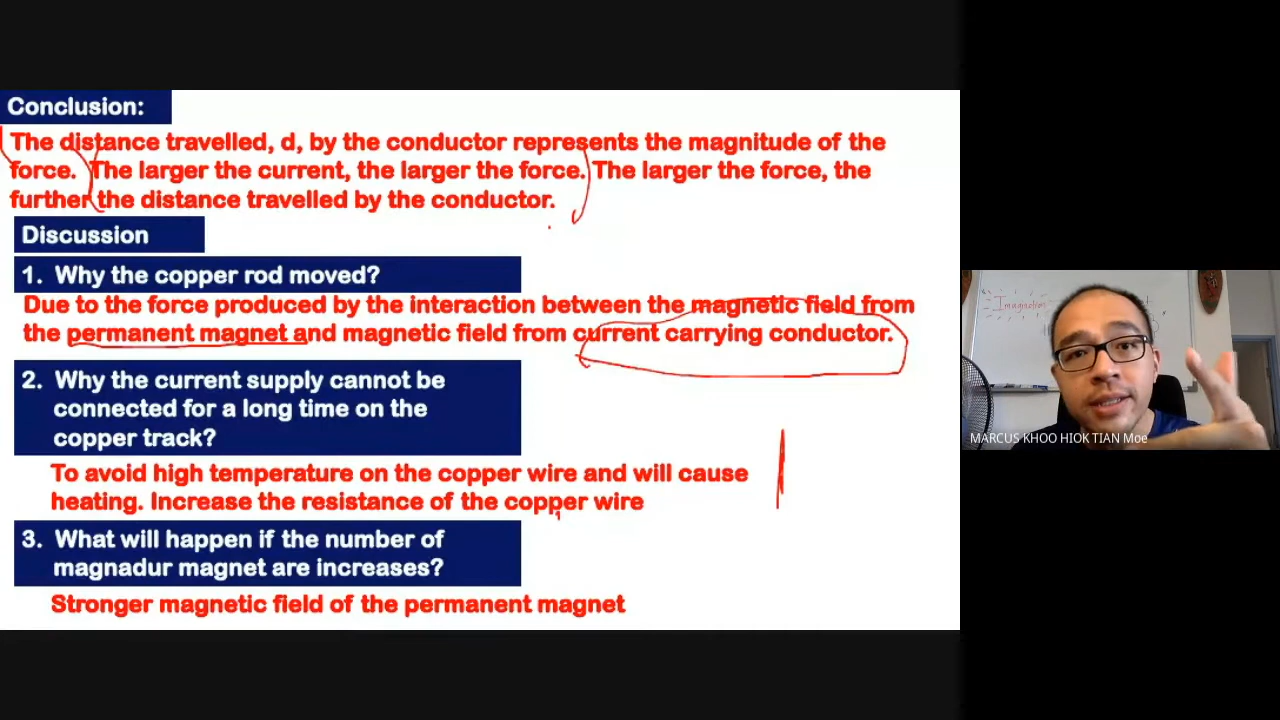 Conclusion:
The distance travelled, d, by the conductor represents the magnitude of the
force. The larger the current, the larger the force. The larger the force, the
further the distance travelled by the conductor.
Discussion
1. Why the copper rod moved?
Due to the force produced by the interaction between the magnetic field from
the permanent magnet and magnetic field from current carrying conductor.
2. Why the current supply cannot be
connected for a long time on the
copper track?
To avoid high temperature on the copper wire and will cause
heating. Increase the resistance of the copper wire
3. What will happen if the number of
magnadur magnet are increases?
Stronger magnetic field of the permanent magnet
Imagination
MARCUS KHOO HIOK TIAN Moe